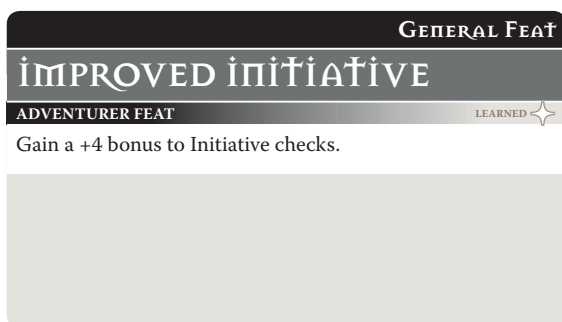 General Feat
Improved Initiative
ADVENTURER FEAT
LEARNED
Gain a +4 bonus to Initiative checks.